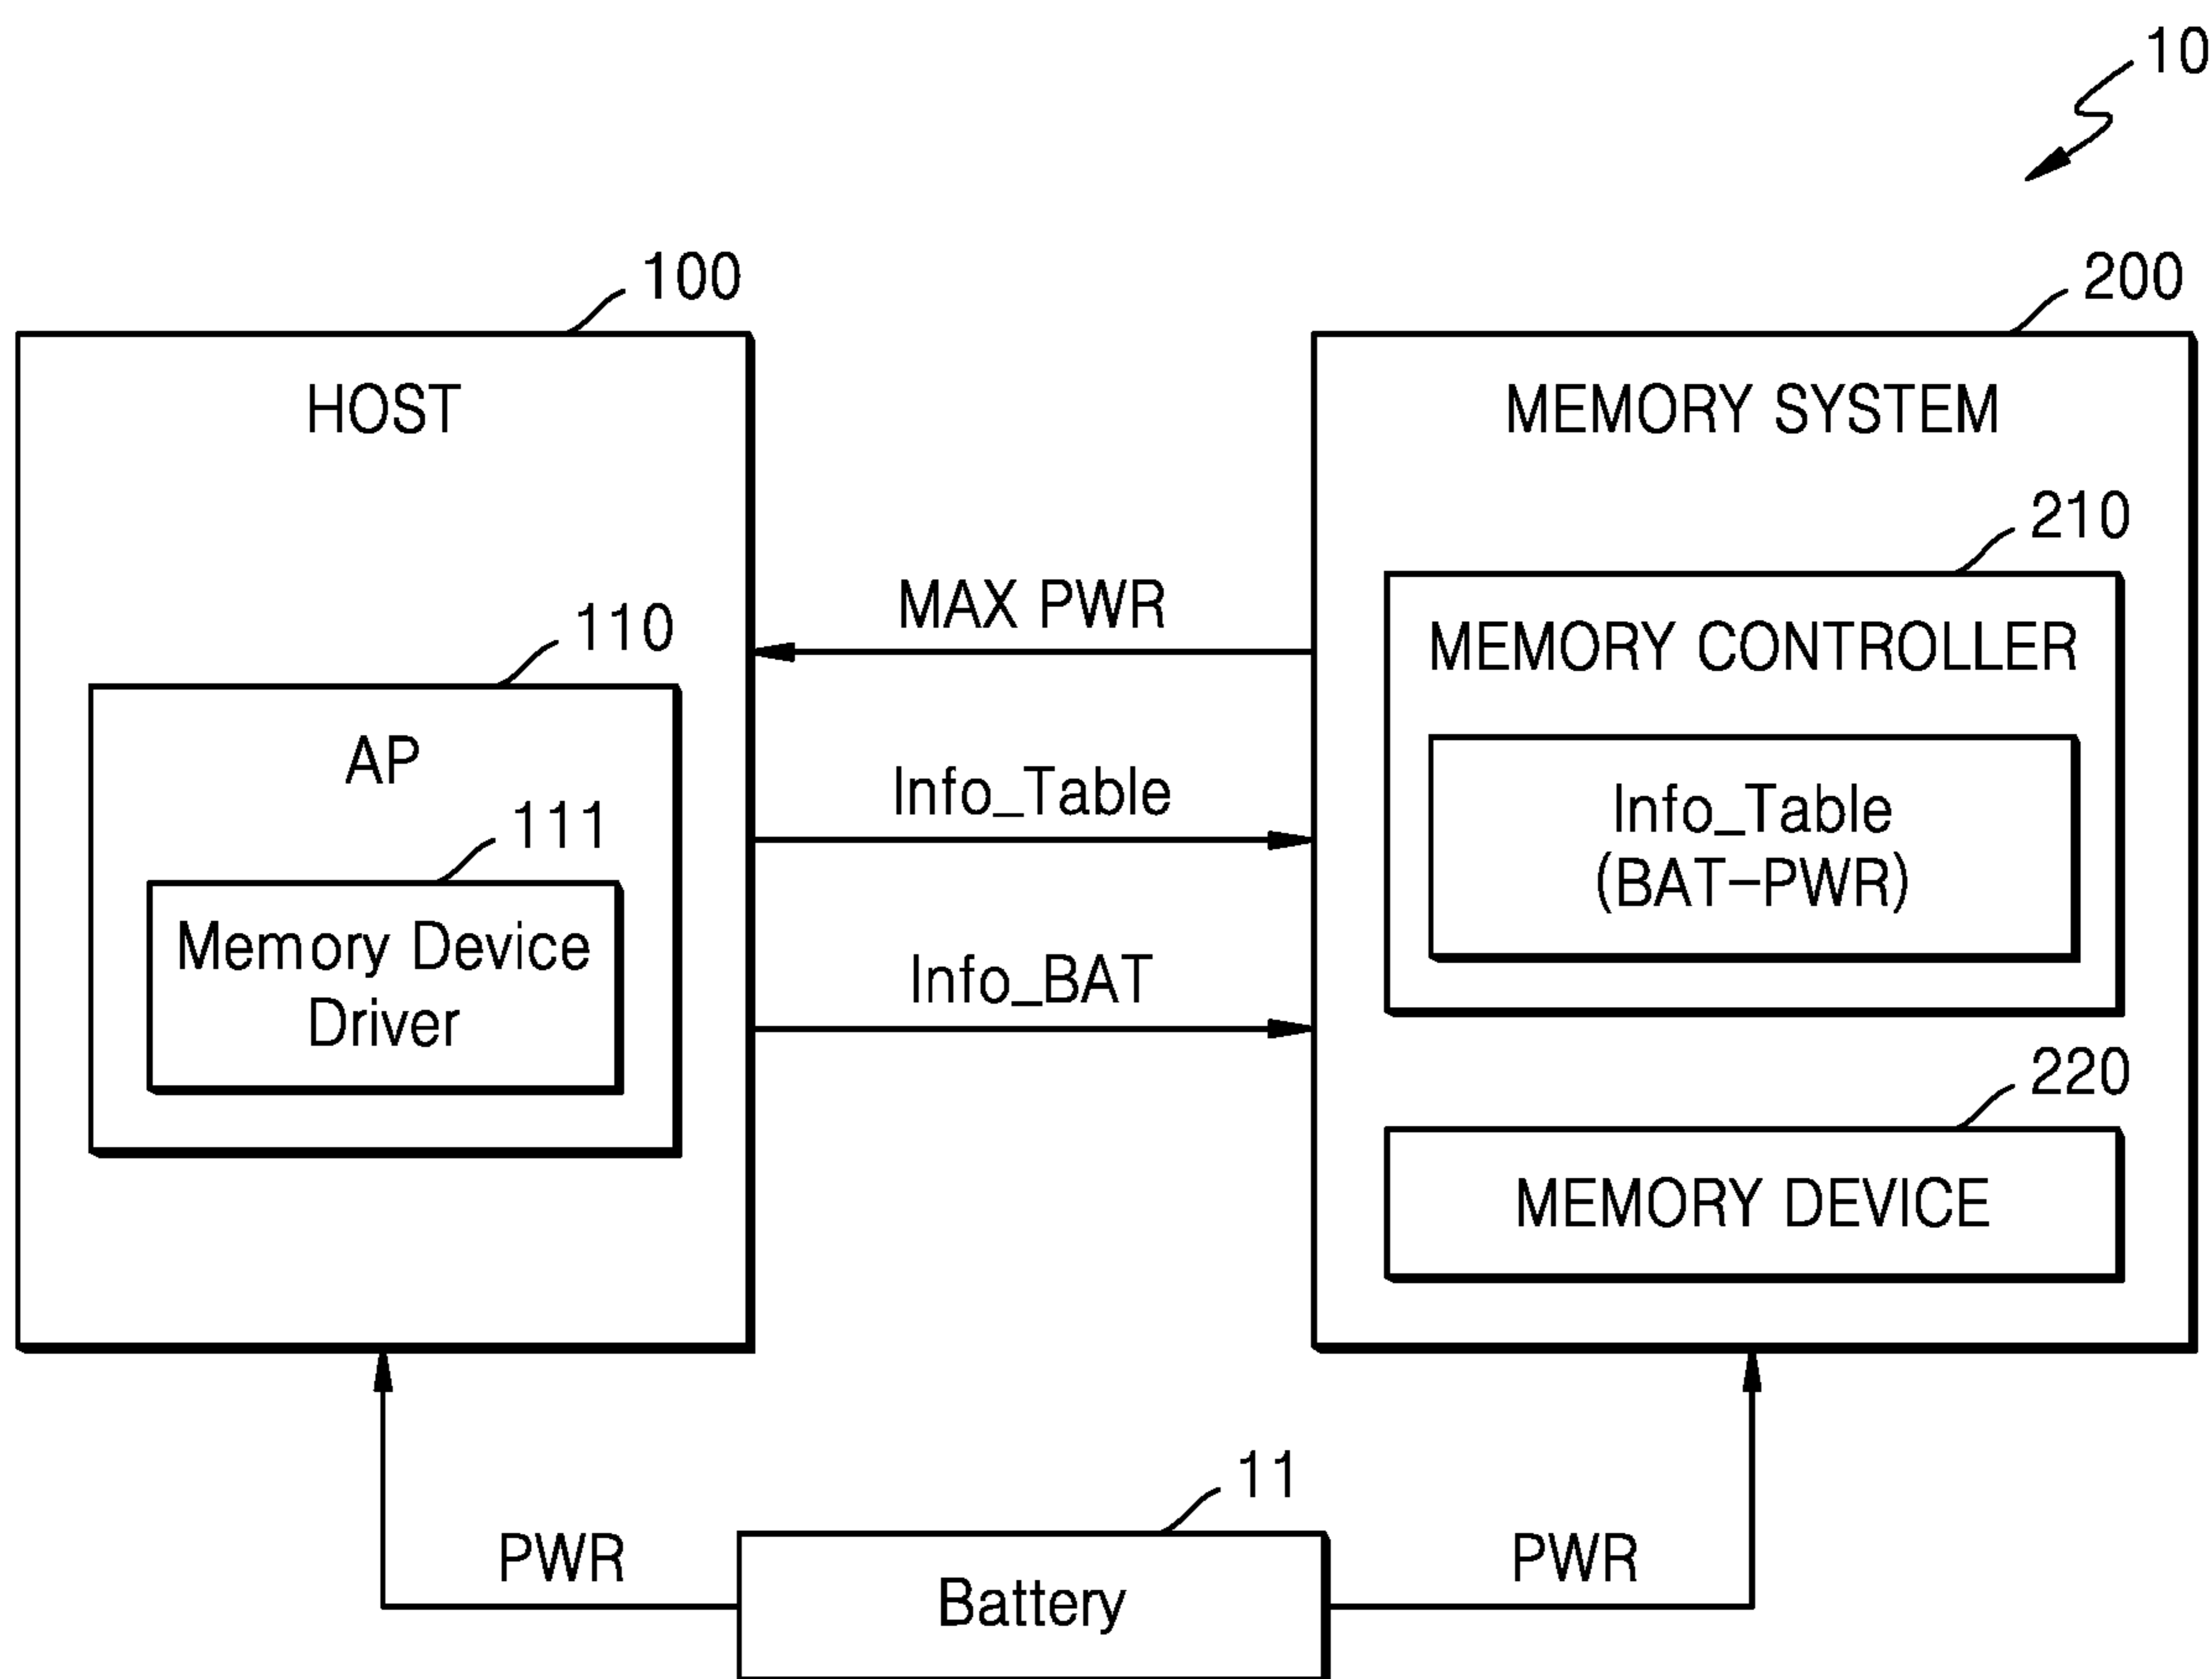 10
100
200
HOST
MEMORY SYSTEM
210
MAX PWR
MEMORY CONTROLLER
110
AP
Info_Table
Info_Table
(BAT-PWR)
111
Memory Device
Driver
Info_BAT
220
MEMORY DEVICE
11
PWR
Battery
PWR